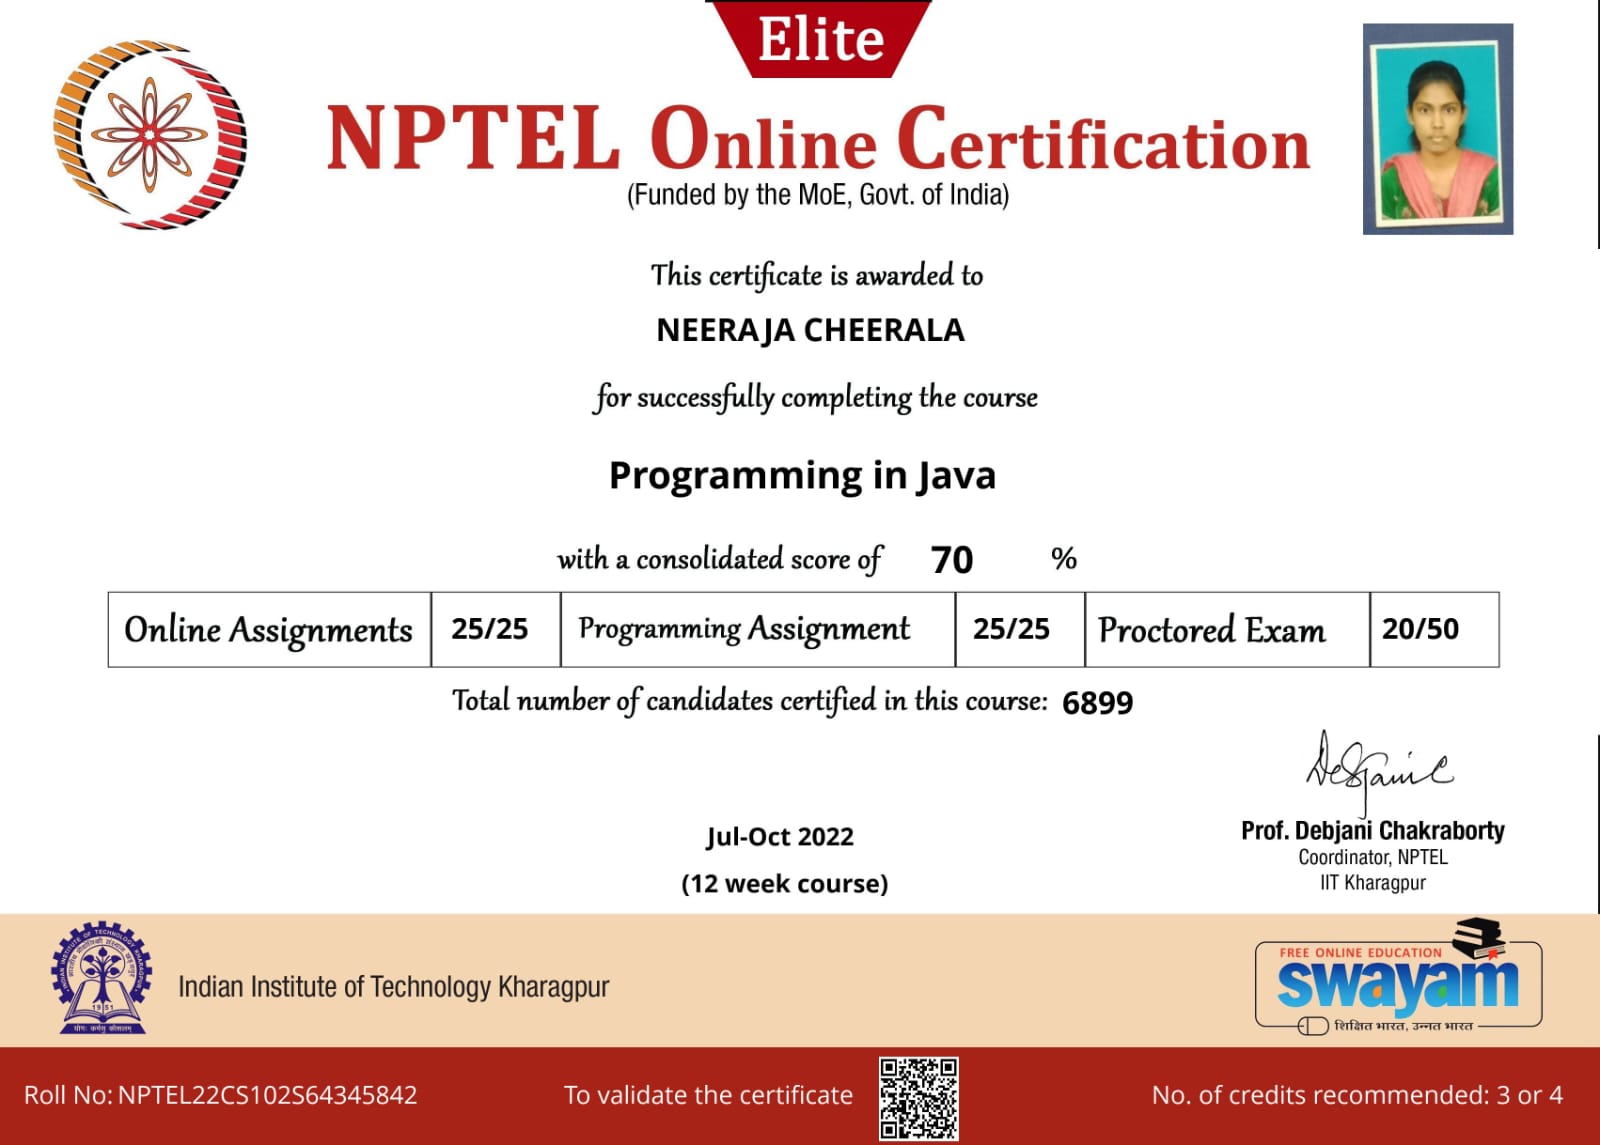 Elite
NPTEL Online Certification
(Funded by the MoE, Govt. of India)
This certificate is awarded to
NEERAJA CHEERALA
for successfully completing the course
Programming in Java
with a consolidated score of 70 %
Online Assignments 25/25 Programming Assignment 25/25 Proctored Exam 20/50
Total number of candidates certified in this course: 6899
Jul-Oct 2022
(12 week course)
Prof. Debjani Chakraborty
Coordinator, NPTEL
IIT Kharagpur
INDIAN INSTITUTE OF TECHNOLOGY KHARAGPUR
1951
योगः कर्मसु कौशलम्
Indian Institute of Technology Kharagpur
FREE ONLINE EDUCATION
swayam
शिक्षित भारत, उन्नत भारत
Roll No: NPTEL22CS102S64345842
To validate the certificate
No. of credits recommended: 3 or 4